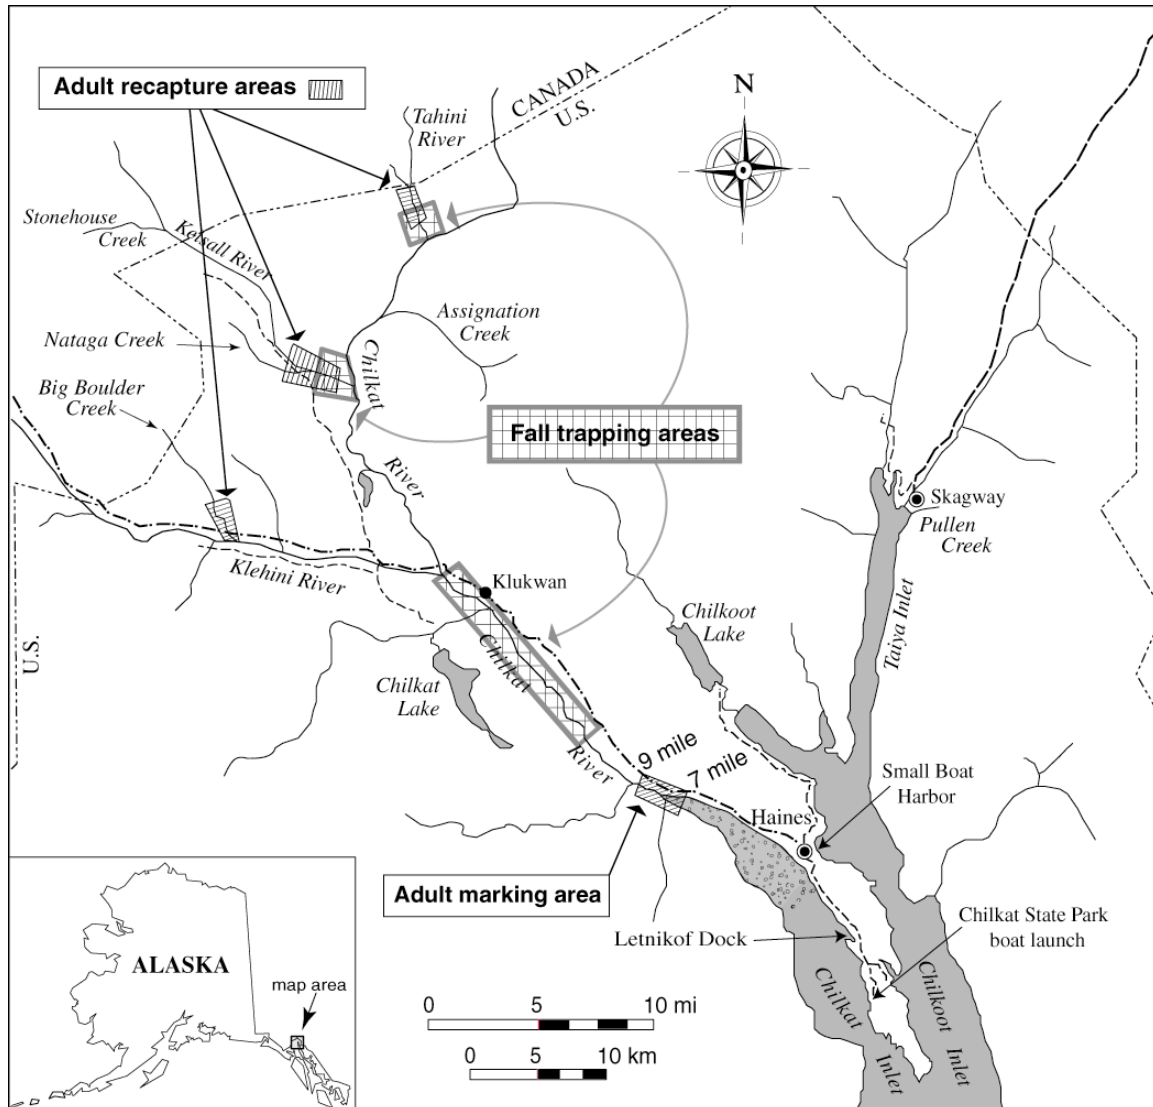 Adult recapture areas
CANADA
U.S.
N
Tahini
River
Stonehouse
Creek
Kelsall River
Assignation
Creek
Nataga Creek
Chilkat
Big Boulder
Creek
Fall trapping areas
River
Skagway
Pullen
Creek
Klehini River
Klukwan
Chilkoot
Lake
Taiya Inlet
U.S.
Chilkat
Chilkat
Lake
River
9 mile
7 mile
Small Boat
Harbor
Haines
Adult marking area
Chilkat State Park
boat launch
Letnikof Dock
ALASKA
map area
Chilkat
Inlet
Chilkoot
Inlet
0 5 10 mi
0 5 10 km